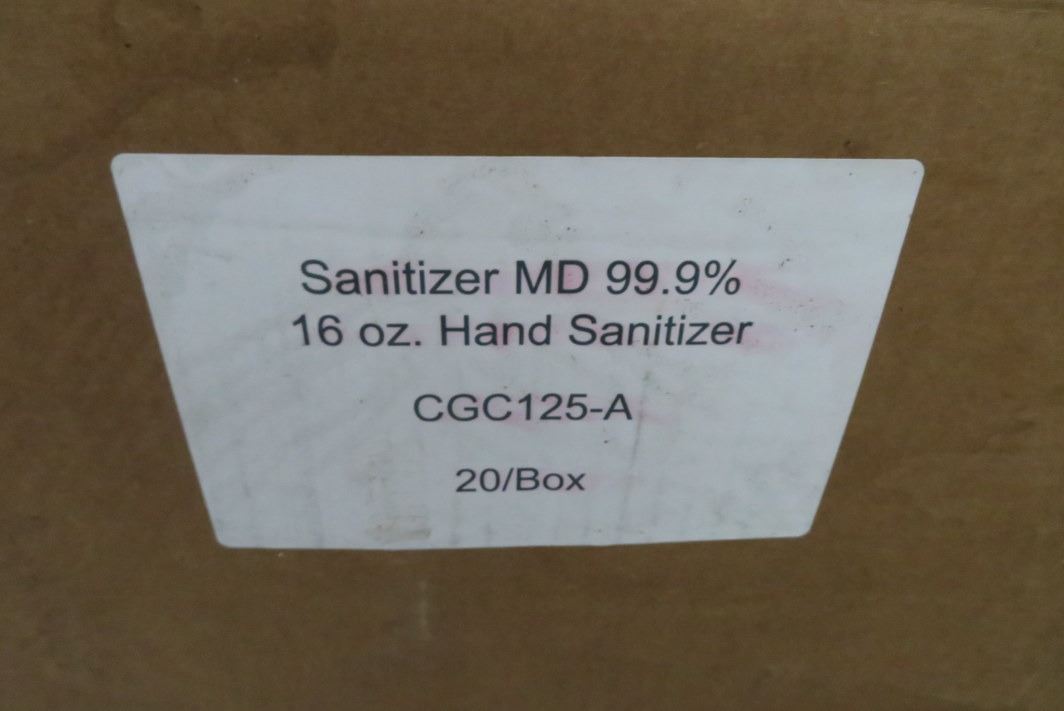 Sanitizer MD 99.9%
16 oz. Hand Sanitizer
CGC125-A
20/Box